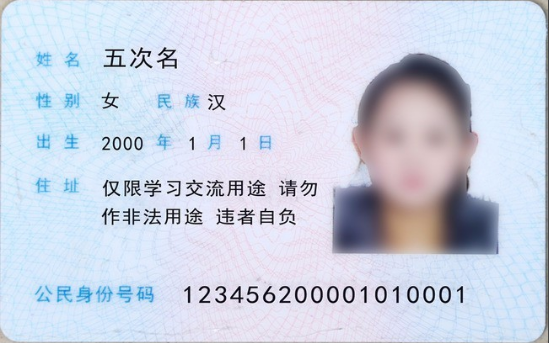 姓名 五次名
性别 女 民族 汉
出生 2000 年 1 月 1 日
住址 仅限学习交流用途 请勿
作非法用途 违者自负
公民身份号码 123456200001010001